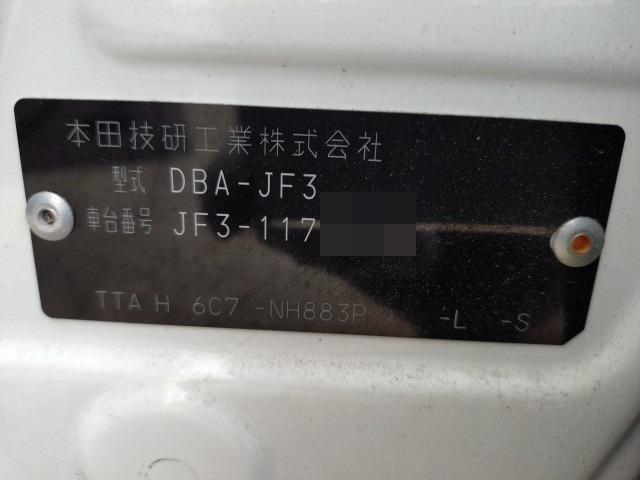 本田技研工業株式会社
型式 DBA-JF3
車台番号 JF3-117
TTA H 6C7 -NH883P -L -S